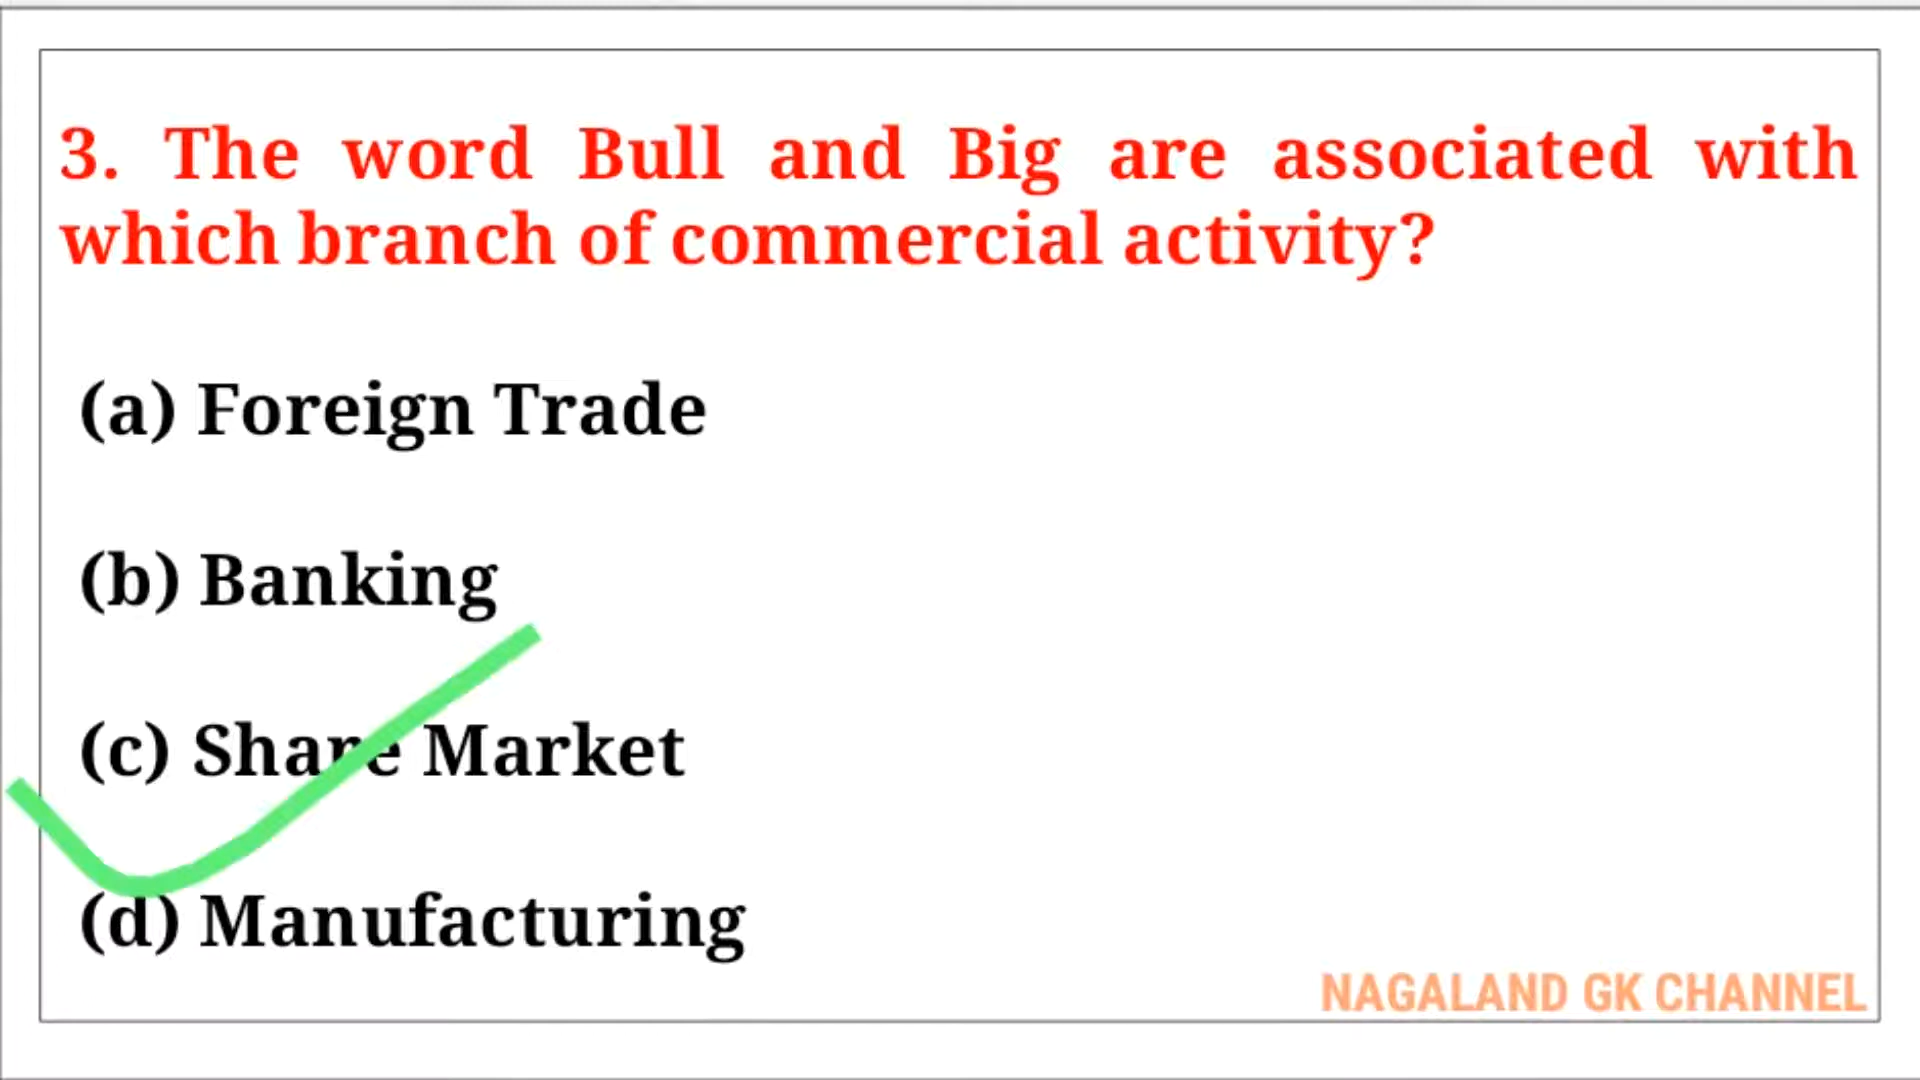 3. The word Bull and Big are associated with
which branch of commercial activity?
(a) Foreign Trade
(b) Banking
(c) Share Market
(d) Manufacturing
NAGALAND GK CHANNEL